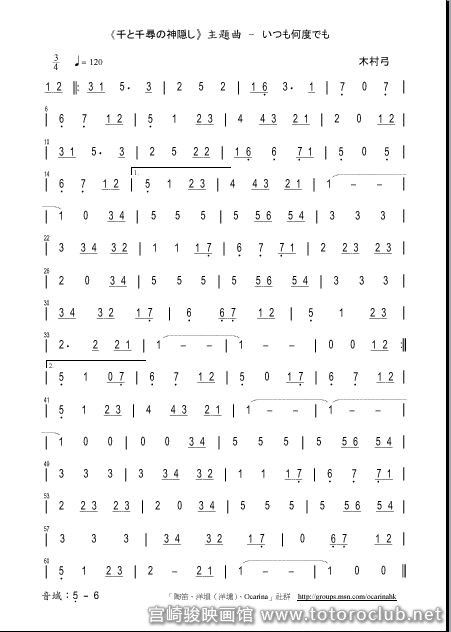 《千と千尋の神隠し》主題曲 - いつも何度でも
3/4 ♩= 120 木村弓
1 2 |: 3 1 5. 3 | 2 5 2 2 | 1 6 3. 1 | 7 0 7 |
6 | 6 7 1 2 | 5 1 2 3 | 4 4 3 2 1 | 2 0 1 2 |
10 | 3 1 5. 3 | 2 5 2 2 | 1 6 6 7 1 | 5 0 5 |
14 | 6 7 1 2 | 1. 5 1 2 3 | 4 4 3 2 1 | 1 – – |
| 1 0 3 4 | 5 5 5 | 5 5 6 5 4 | 3 3 3 |
22 | 3 3 4 3 2 | 1 1 1 7 | 6 7 7 1 | 2 2 3 2 3 |
26 | 2 0 3 4 | 5 5 5 | 5 5 6 5 4 | 3 3 3 |
30 | 3 4 3 2 1 7 | 6 6 7 1 2 | 5 1 2 3 |
33 | 2. 2 2 1 | 1 – – | 1 – – | 0 0 1 2 :||
2. | 5 1 0 7 | 6 7 1 2 | 5 0 1 7 | 6 7 1 2 |
41 | 5 1 2 3 | 4 4 3 2 1 | 1 – – | 1 – – |
| 1 0 0 | 0 0 3 4 | 5 5 5 | 5 5 6 5 4 |
49 | 3 3 3 | 3 3 4 3 2 | 1 1 1 7 | 6 7 7 1 |
53 | 2 2 3 2 3 | 2 0 3 4 | 5 5 5 | 5 5 6 5 4 |
57 | 3 3 3 | 3 4 3 2 1 7 | 0 6 7 1 2 |
60 | 5 1 2 3 | 2. 2 2 1 | 1 – – | 1 – – |
音域：5 - 6 「陶笛、洋塤（洋壎）、Ocarina」社群 http://groups.msn.com/ocarinahk
宫崎骏映画馆 www.totoroclub.net